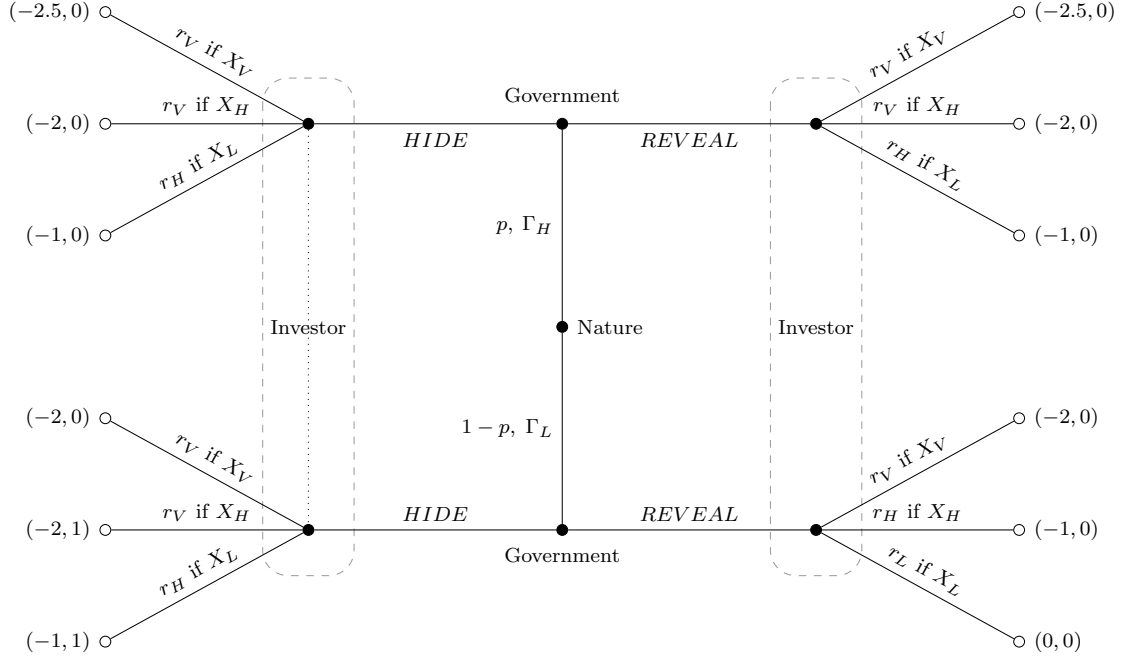 (−2.5, 0) (−2.5, 0)
r_V if X_V r_V if X_V
Government
(−2, 0) r_V if X_H r_V if X_H (−2, 0)
HIDE REVEAL
r_H if X_L r_H if X_L
(−1, 0) p, Γ_H (−1, 0)
Investor Nature Investor
(−2, 0) 1 − p, Γ_L (−2, 0)
r_V if X_V r_V if X_V
(−2, 1) r_V if X_H HIDE REVEAL r_H if X_H (−1, 0)
Government
r_H if X_L r_L if X_L
(−1, 1) (0, 0)